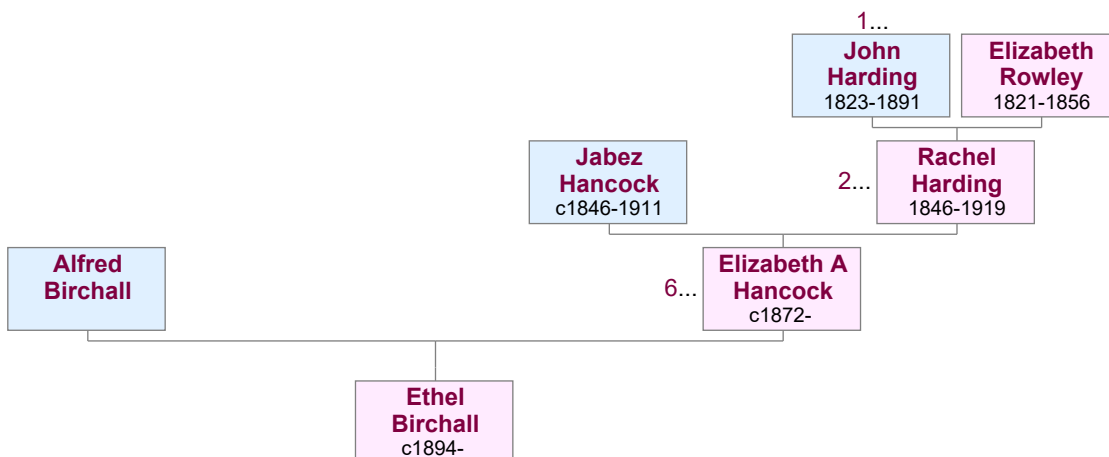 1...
John
Harding
1823-1891
Elizabeth
Rowley
1821-1856
Jabez
Hancock
c1846-1911
2...
Rachel
Harding
1846-1919
Alfred
Birchall
6...
Elizabeth A
Hancock
c1872-
Ethel
Birchall
c1894-